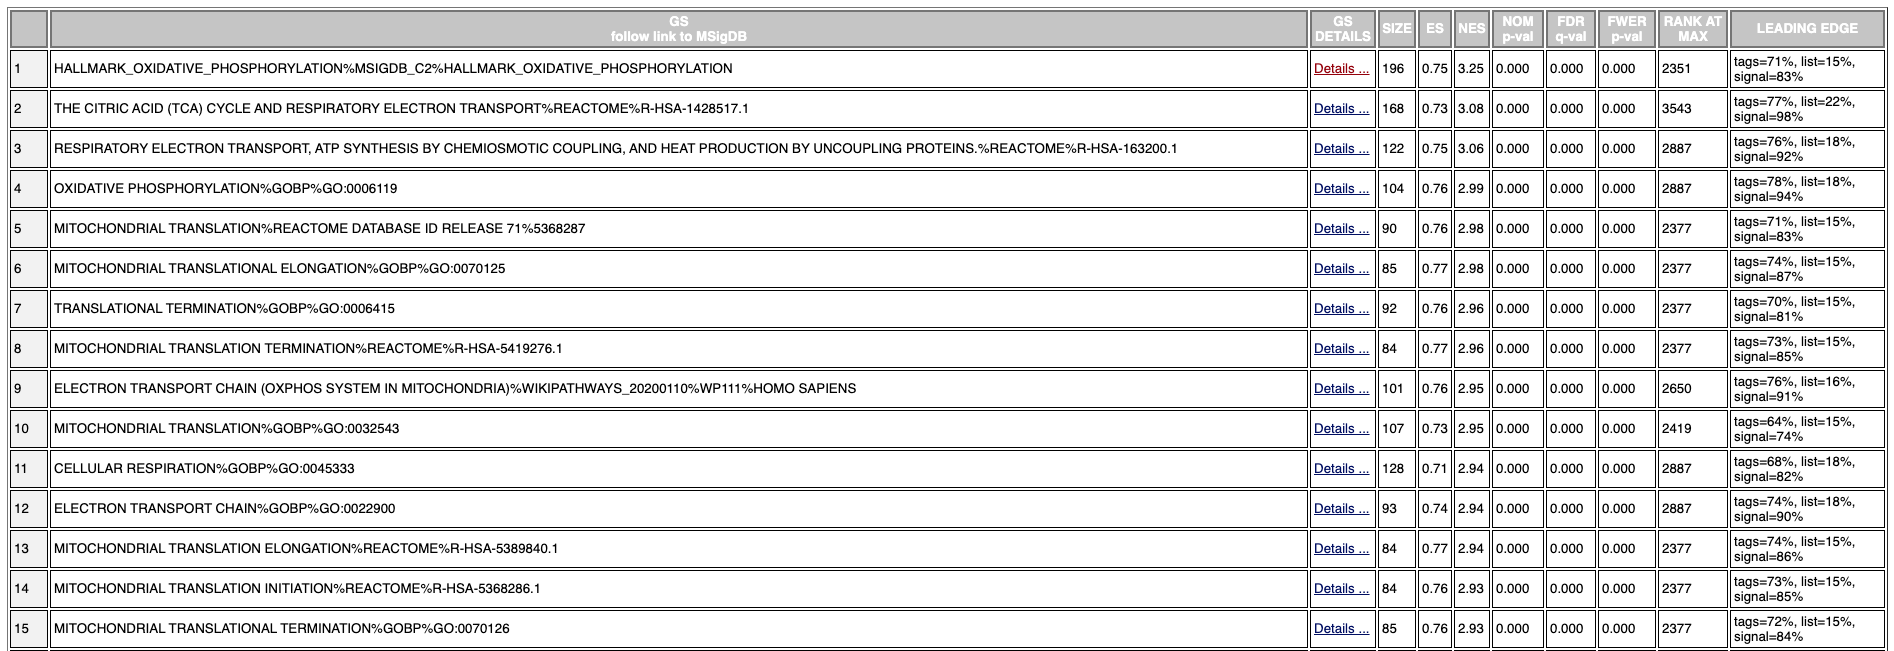 GS
follow link to MSigDB GS
DETAILS SIZE ES NES NOM
p-val FDR
q-val FWER
p-val RANK AT
MAX LEADING EDGE
1 HALLMARK_OXIDATIVE_PHOSPHORYLATION%MSIGDB_C2%HALLMARK_OXIDATIVE_PHOSPHORYLATION Details ... 196 0.75 3.25 0.000 0.000 0.000 2351 tags=71%, list=15%,
signal=83%
2 THE CITRIC ACID (TCA) CYCLE AND RESPIRATORY ELECTRON TRANSPORT%REACTOME%R-HSA-1428517.1 Details ... 168 0.73 3.08 0.000 0.000 0.000 3543 tags=77%, list=22%,
signal=98%
3 RESPIRATORY ELECTRON TRANSPORT, ATP SYNTHESIS BY CHEMIOSMOTIC COUPLING, AND HEAT PRODUCTION BY UNCOUPLING PROTEINS.%REACTOME%R-HSA-163200.1 Details ... 122 0.75 3.06 0.000 0.000 0.000 2887 tags=76%, list=18%,
signal=92%
4 OXIDATIVE PHOSPHORYLATION%GOBP%GO:0006119 Details ... 104 0.76 2.99 0.000 0.000 0.000 2887 tags=78%, list=18%,
signal=94%
5 MITOCHONDRIAL TRANSLATION%REACTOME DATABASE ID RELEASE 71%5368287 Details ... 90 0.76 2.98 0.000 0.000 0.000 2377 tags=71%, list=15%,
signal=83%
6 MITOCHONDRIAL TRANSLATIONAL ELONGATION%GOBP%GO:0070125 Details ... 85 0.77 2.98 0.000 0.000 0.000 2377 tags=74%, list=15%,
signal=87%
7 TRANSLATIONAL TERMINATION%GOBP%GO:0006415 Details ... 92 0.76 2.96 0.000 0.000 0.000 2377 tags=70%, list=15%,
signal=81%
8 MITOCHONDRIAL TRANSLATION TERMINATION%REACTOME%R-HSA-5419276.1 Details ... 84 0.77 2.96 0.000 0.000 0.000 2377 tags=73%, list=15%,
signal=85%
9 ELECTRON TRANSPORT CHAIN (OXPHOS SYSTEM IN MITOCHONDRIA)%WIKIPATHWAYS_20200110%WP111%HOMO SAPIENS Details ... 101 0.76 2.95 0.000 0.000 0.000 2650 tags=76%, list=16%,
signal=91%
10 MITOCHONDRIAL TRANSLATION%GOBP%GO:0032543 Details ... 107 0.73 2.95 0.000 0.000 0.000 2419 tags=64%, list=15%,
signal=74%
11 CELLULAR RESPIRATION%GOBP%GO:0045333 Details ... 128 0.71 2.94 0.000 0.000 0.000 2887 tags=68%, list=18%,
signal=82%
12 ELECTRON TRANSPORT CHAIN%GOBP%GO:0022900 Details ... 93 0.74 2.94 0.000 0.000 0.000 2887 tags=74%, list=18%,
signal=90%
13 MITOCHONDRIAL TRANSLATION ELONGATION%REACTOME%R-HSA-5389840.1 Details ... 84 0.77 2.94 0.000 0.000 0.000 2377 tags=74%, list=15%,
signal=86%
14 MITOCHONDRIAL TRANSLATION INITIATION%REACTOME%R-HSA-5368286.1 Details ... 84 0.76 2.93 0.000 0.000 0.000 2377 tags=73%, list=15%,
signal=85%
15 MITOCHONDRIAL TRANSLATIONAL TERMINATION%GOBP%GO:0070126 Details ... 85 0.76 2.93 0.000 0.000 0.000 2377 tags=72%, list=15%,
signal=84%